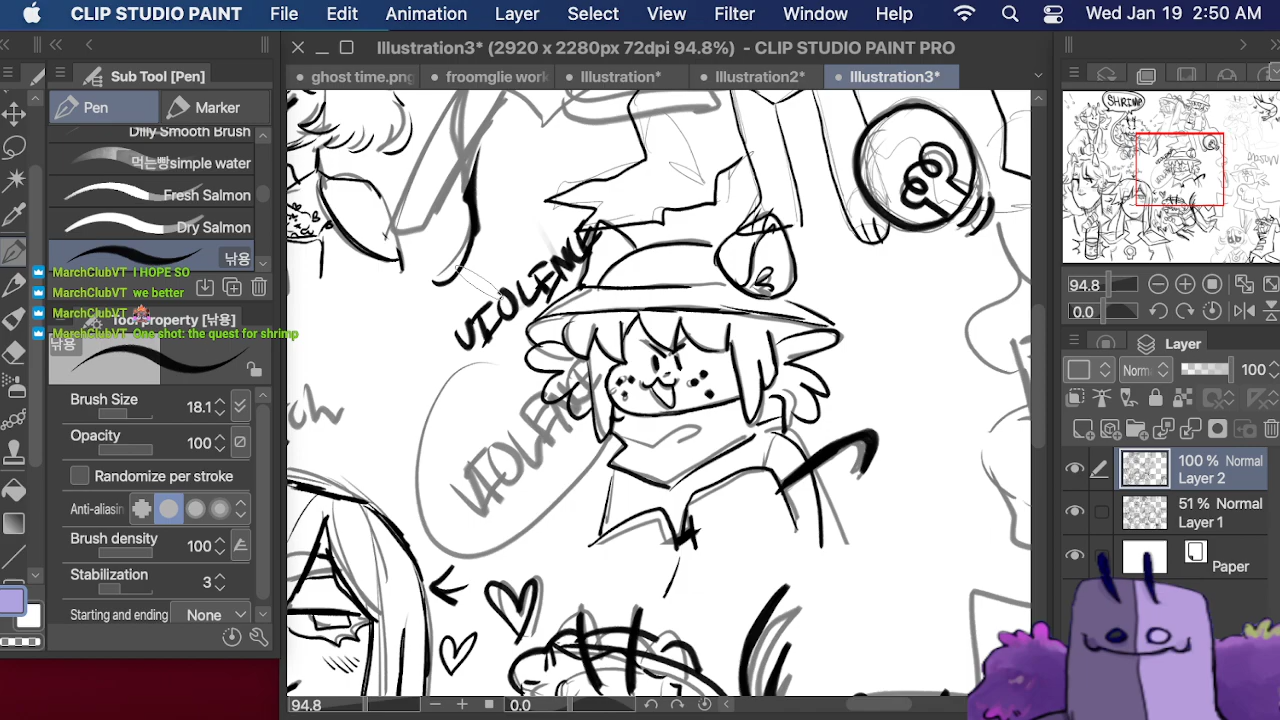 CLIP STUDIO PAINT File Edit Animation Layer Select View Filter Window Help Wed Jan 19 2:50 AM
Illustration3* (2920 x 2280px 72dpi 94.8%) - CLIP STUDIO PAINT PRO
Sub Tool [Pen]
ghost time.png
froomglie work
Illustration*
Illustration2*
Illustration3*
Pen
Marker
Dilly Smooth Brush
먹는빵simple water
Fresh Salmon
Dry Salmon
낚용
MarchClubVT I HOPE SO
MarchClubVT we better
MarchClubVT
MarchClubVT One shot: the quest for shrimp
Tool property [낚용]
낚용
Brush Size 18.1
Opacity 100
Randomize per stroke
Anti-aliasin
Brush density 100
Stabilization 3
Starting and ending None
VIOLENCE
VIOLENCE
94.8 0.0
SHRIMP
94.8
0.0
Layer
Norm 100
100 % Normal
Layer 2
51 % Normal
Layer 1
Paper